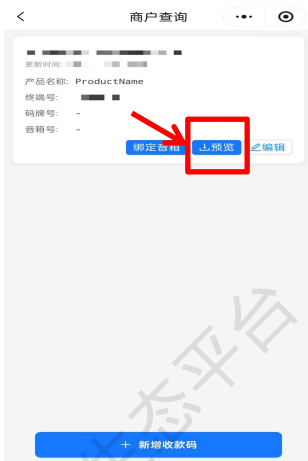 商户查询
更新时间:
产品名称: ProductName
终端号:
码牌号: -
音箱号: -
绑定音箱 预览 编辑
生态平台
+ 新增收款码